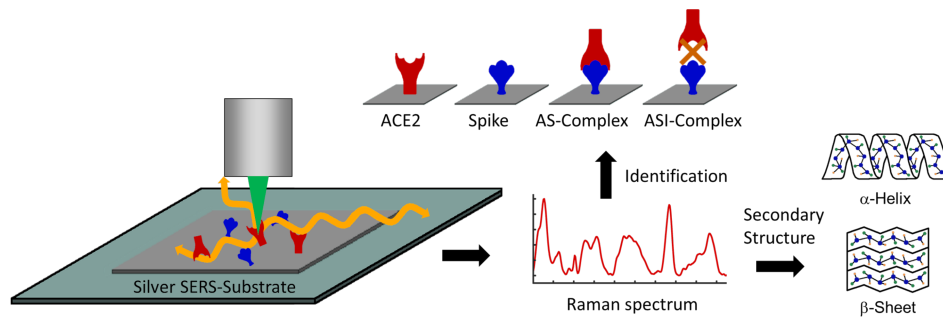 ACE2
Spike
AS-Complex
ASI-Complex
Identification
Silver SERS-Substrate
Raman spectrum
Secondary
Structure
α-Helix
β-Sheet